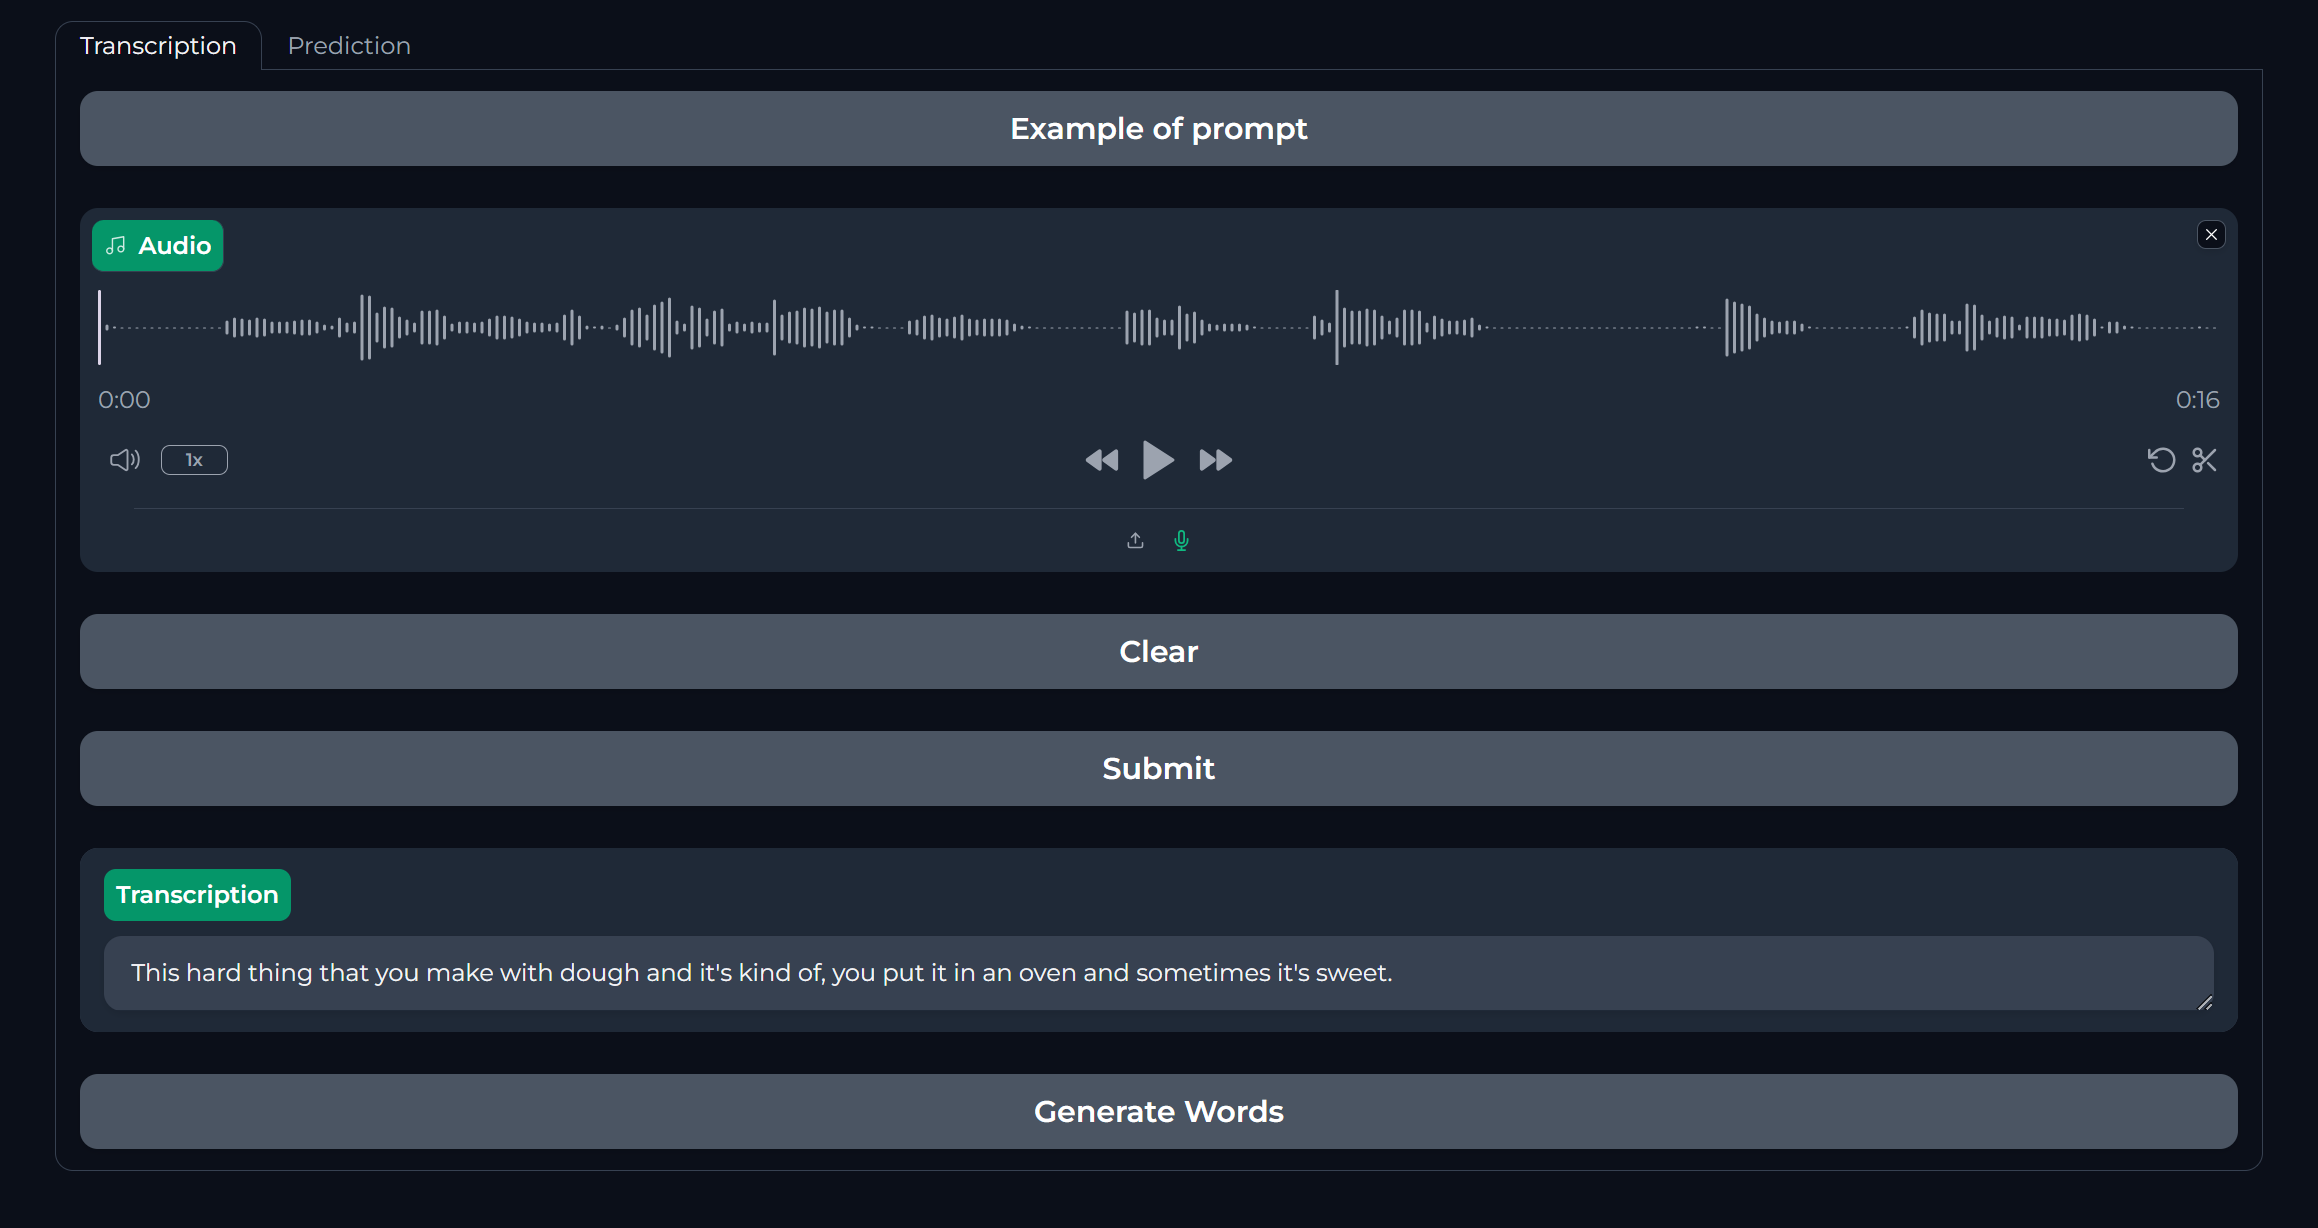 Transcription
Prediction
Example of prompt
Audio
0:00
0:16
1x
Clear
Submit
Transcription
This hard thing that you make with dough and it's kind of, you put it in an oven and sometimes it's sweet.
Generate Words